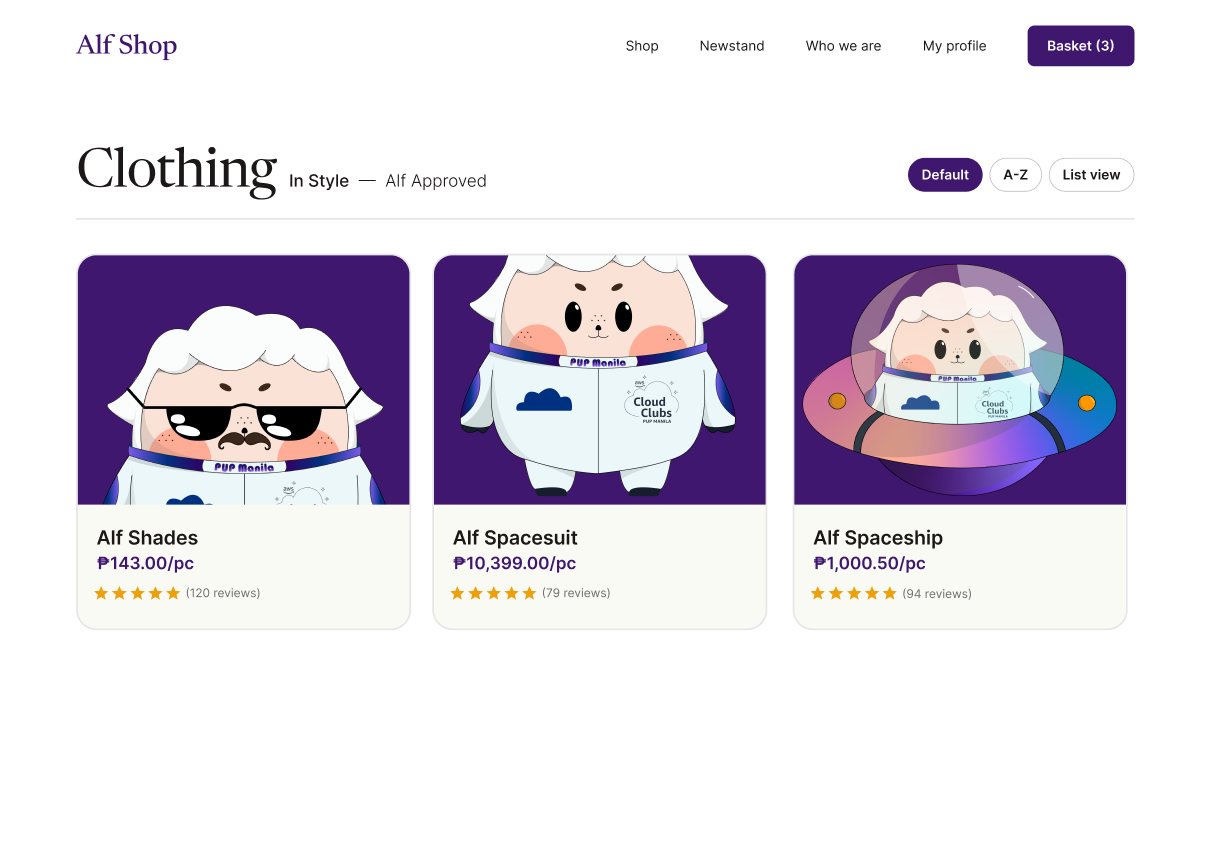 Alf Shop
Shop
Newstand
Who we are
My profile
Basket (3)
Clothing
In Style — Alf Approved
Default
A-Z
List view
PUP Manila
aws
PUP Manila
aws
Cloud
Clubs
PUP MANILA
PUP Manila
aws
Cloud
Clubs
PUP MANILA
Alf Shades
₱143.00/pc
(120 reviews)
Alf Spacesuit
₱10,399.00/pc
(79 reviews)
Alf Spaceship
₱1,000.50/pc
(94 reviews)